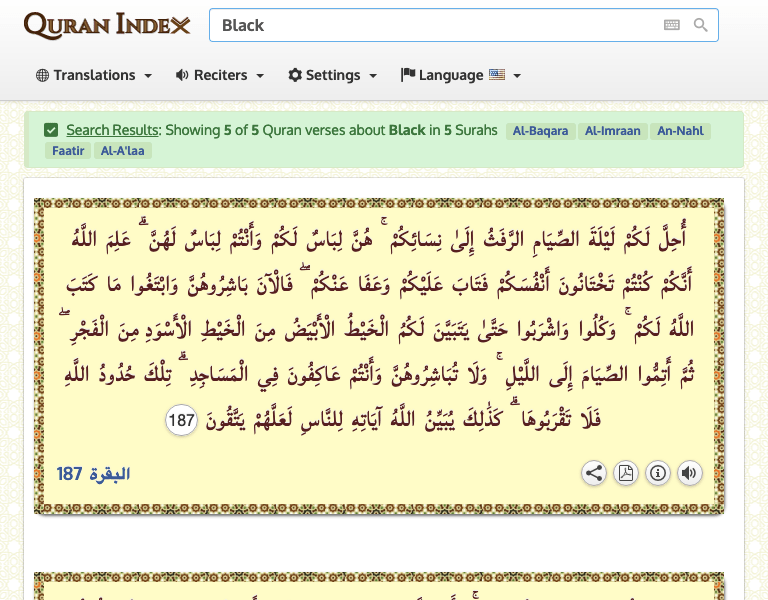 QURAN INDEX
Black
Translations Reciters Settings Language
Search Results: Showing 5 of 5 Quran verses about Black in 5 Surahs Al-Baqara Al-Imraan An-Nahl
Faatir Al-A'laa
أُحِلَّ لَكُمْ لَيْلَةَ الصِّيَامِ الرَّفَثُ إِلَىٰ نِسَائِكُمْ ۚ هُنَّ لِبَاسٌ لَكُمْ وَأَنْتُمْ لِبَاسٌ لَهُنَّ ۗ عَلِمَ اللَّهُ
أَنَّكُمْ كُنْتُمْ تَخْتَانُونَ أَنْفُسَكُمْ فَتَابَ عَلَيْكُمْ وَعَفَا عَنْكُمْ ۖ فَالْآنَ بَاشِرُوهُنَّ وَابْتَغُوا مَا كَتَبَ
اللَّهُ لَكُمْ ۚ وَكُلُوا وَاشْرَبُوا حَتَّىٰ يَتَبَيَّنَ لَكُمُ الْخَيْطُ الْأَبْيَضُ مِنَ الْخَيْطِ الْأَسْوَدِ مِنَ الْفَجْرِ ۖ
ثُمَّ أَتِمُّوا الصِّيَامَ إِلَى اللَّيْلِ ۚ وَلَا تُبَاشِرُوهُنَّ وَأَنْتُمْ عَاكِفُونَ فِي الْمَسَاجِدِ ۗ تِلْكَ حُدُودُ اللَّهِ
فَلَا تَقْرَبُوهَا ۗ كَذَٰلِكَ يُبَيِّنُ اللَّهُ آيَاتِهِ لِلنَّاسِ لَعَلَّهُمْ يَتَّقُونَ 187
البقرة 187